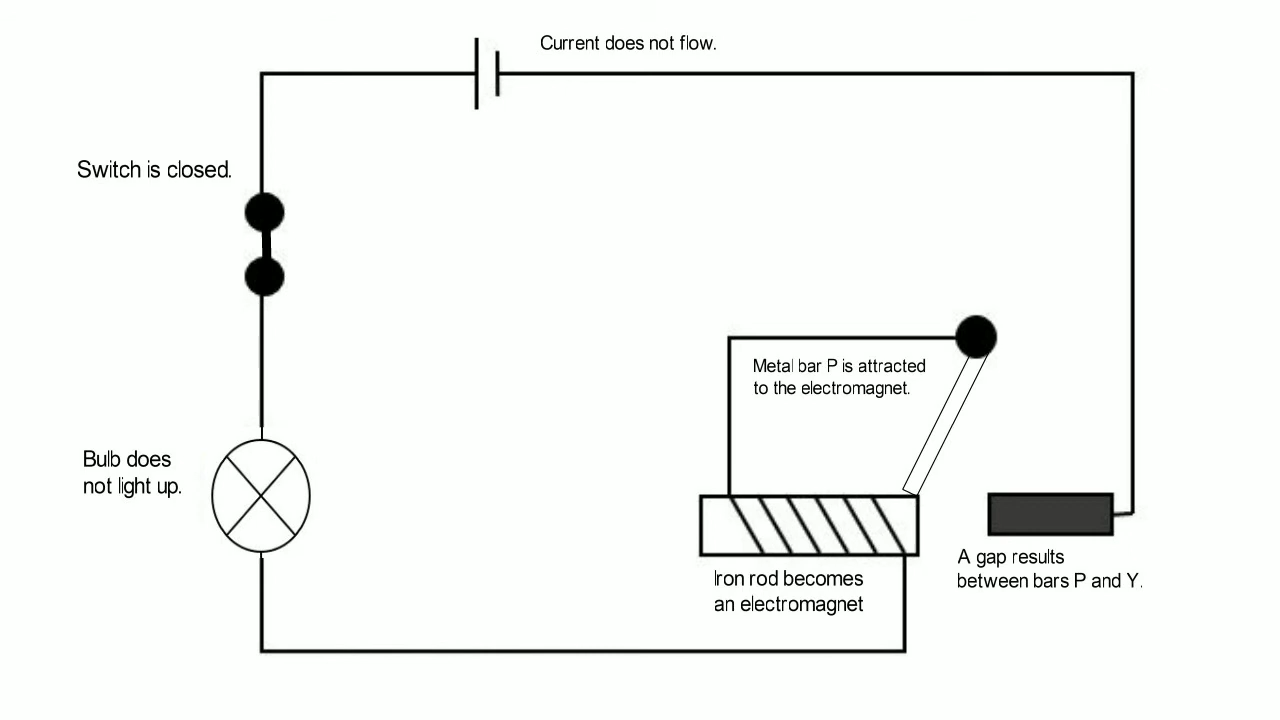 Current does not flow.
Switch is closed.
Metal bar P is attracted
to the electromagnet.
Bulb does
not light up.
A gap results
between bars P and Y.
Iron rod becomes
an electromagnet